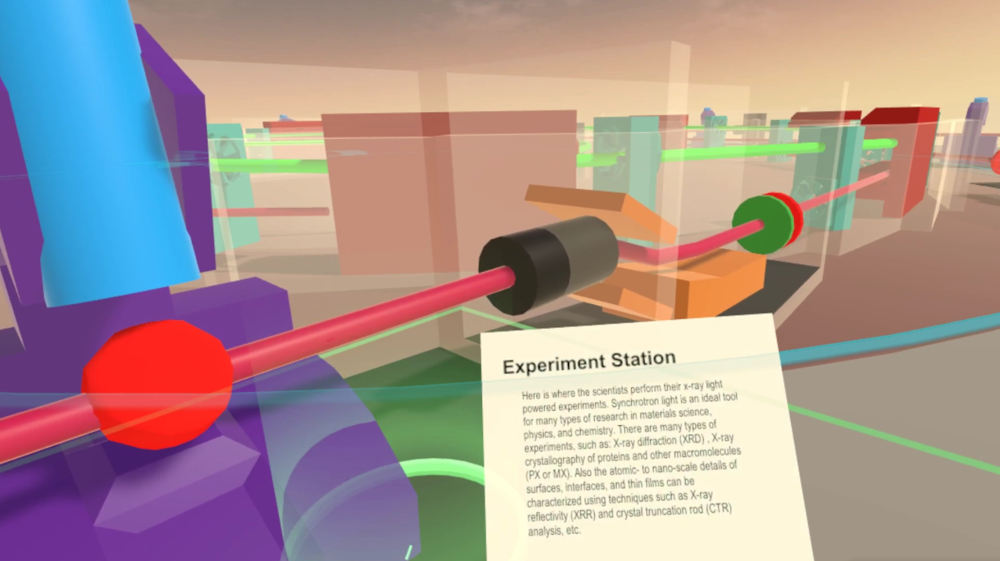 Experiment Station
Here is where the scientists perform their x-ray light
powered experiments. Synchrotron light is an ideal tool
for many types of research in materials science,
physics, and chemistry. There are many types of
experiments, such as: X-ray diffraction (XRD) , X-ray
crystallography of proteins and other macromolecules
(PX or MX). Also the atomic- to nano-scale details of
surfaces, interfaces, and thin films can be
characterized using techniques such as X-ray
reflectivity (XRR) and crystal truncation rod (CTR)
analysis, etc.